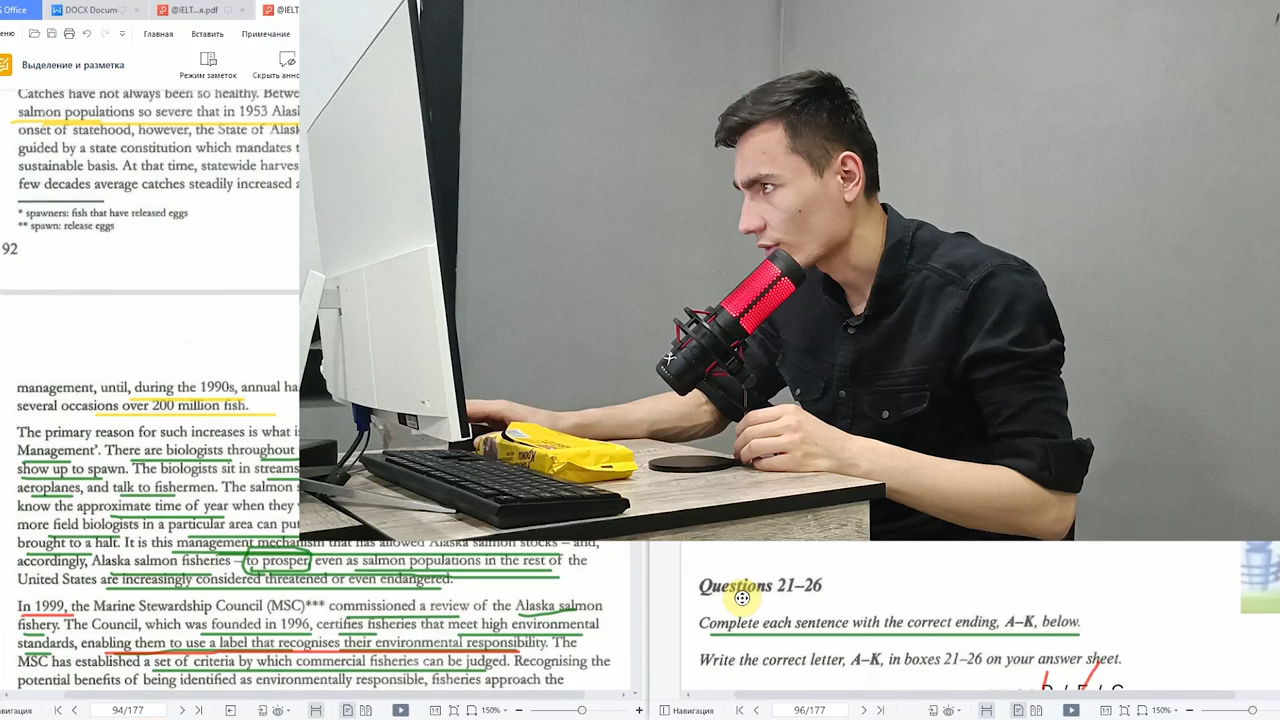 S Office
DOCX Docum
@IELT...я.pdf
@IELT
еню
Главная
Вставить
Примечание
Выделение и разметка
Режим заметок
Скрыть анно
Catches have not always been so healthy. Betwe
salmon populations so severe that in 1953 Alask
onset of statehood, however, the State of Alask
guided by a state constitution which mandates t
sustainable basis. At that time, statewide harves
few decades average catches steadily increased a
* spawners: fish that have released eggs
** spawn: release eggs
92
management, until, during the 1990s, annual ha
several occasions over 200 million fish.
The primary reason for such increases is what is
Management'. There are biologists throughout
show up to spawn. The biologists sit in streams
aeroplanes, and talk to fishermen. The salmon s
know the approximate time of year when they
more field biologists in a particular area can put
brought to a halt. It is this management mechanism that has allowed Alaska salmon stocks – and,
accordingly, Alaska salmon fisheries – to prosper, even as salmon populations in the rest of the
United States are increasingly considered threatened or even endangered.
In 1999, the Marine Stewardship Council (MSC)*** commissioned a review of the Alaska salmon
fishery. The Council, which was founded in 1996, certifies fisheries that meet high environmental
standards, enabling them to use a label that recognises their environmental responsibility. The
MSC has established a set of criteria by which commercial fisheries can be judged. Recognising the
potential benefits of being identified as environmentally responsible, fisheries approach the
Questions 21–26
Complete each sentence with the correct ending, A–K, below.
Write the correct letter, A–K, in boxes 21–26 on your answer sheet.
авигация
94/177
150%
Навигация
96/177
150%